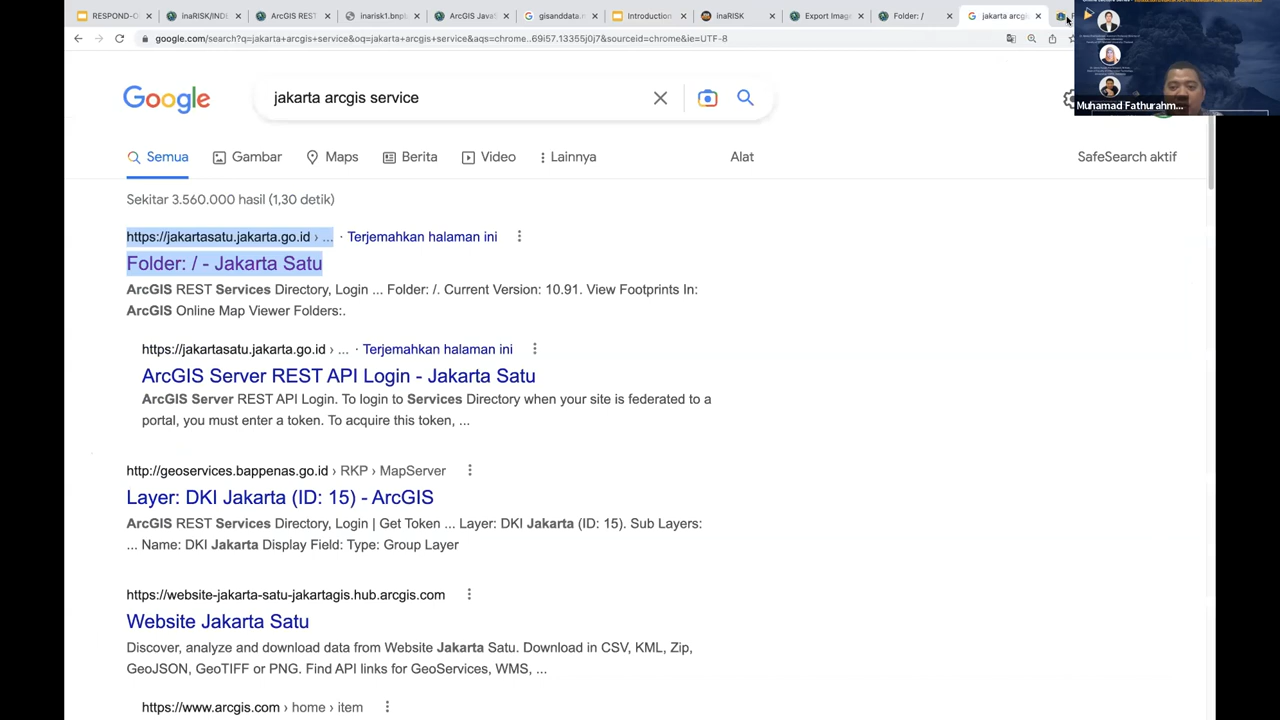 RESPOND-C
inaRISK/IND
ArcGIS REST
inarisk1.bnp
ArcGIS Java
gisanddata.m
Introduction
inaRISK
Export Image
Folder: /
jakarta arcgi
google.com/search?q=jakarta+arcgis+service&oq=jakarta+arcgis+service&aqs=chrome..69i57.13355j0j7&sourceid=chrome&ie=UTF-8
Muhamad Fathurahm...
Google
jakarta arcgis service
Semua
Gambar
Maps
Berita
Video
Lainnya
Alat
SafeSearch aktif
Sekitar 3.560.000 hasil (1,30 detik)
https://jakartasatu.jakarta.go.id › ... · Terjemahkan halaman ini
Folder: / - Jakarta Satu
ArcGIS REST Services Directory, Login ... Folder: /. Current Version: 10.91. View Footprints In:
ArcGIS Online Map Viewer Folders:.
https://jakartasatu.jakarta.go.id › ... · Terjemahkan halaman ini
ArcGIS Server REST API Login - Jakarta Satu
ArcGIS Server REST API Login. To login to Services Directory when your site is federated to a
portal, you must enter a token. To acquire this token, ...
http://geoservices.bappenas.go.id › RKP › MapServer
Layer: DKI Jakarta (ID: 15) - ArcGIS
ArcGIS REST Services Directory, Login | Get Token ... Layer: DKI Jakarta (ID: 15). Sub Layers:
... Name: DKI Jakarta Display Field: Type: Group Layer
https://website-jakarta-satu-jakartagis.hub.arcgis.com
Website Jakarta Satu
Discover, analyze and download data from Website Jakarta Satu. Download in CSV, KML, Zip,
GeoJSON, GeoTIFF or PNG. Find API links for GeoServices, WMS, ...
https://www.arcgis.com › home › item